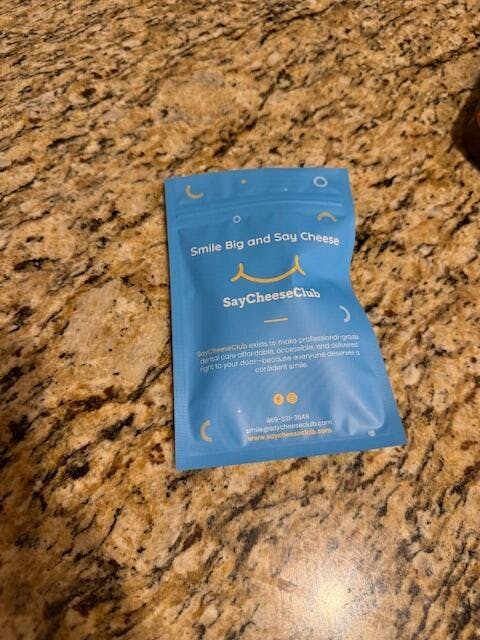 Smile Big and Say Cheese
SayCheeseClub
SayCheeseClub exists to make professional-grade
dental care affordable, accessible, and delivered
right to your door—because everyone deserves a
confident smile.
469-331-3649
smile@saycheeseclub.com
www.saycheeseclub.com